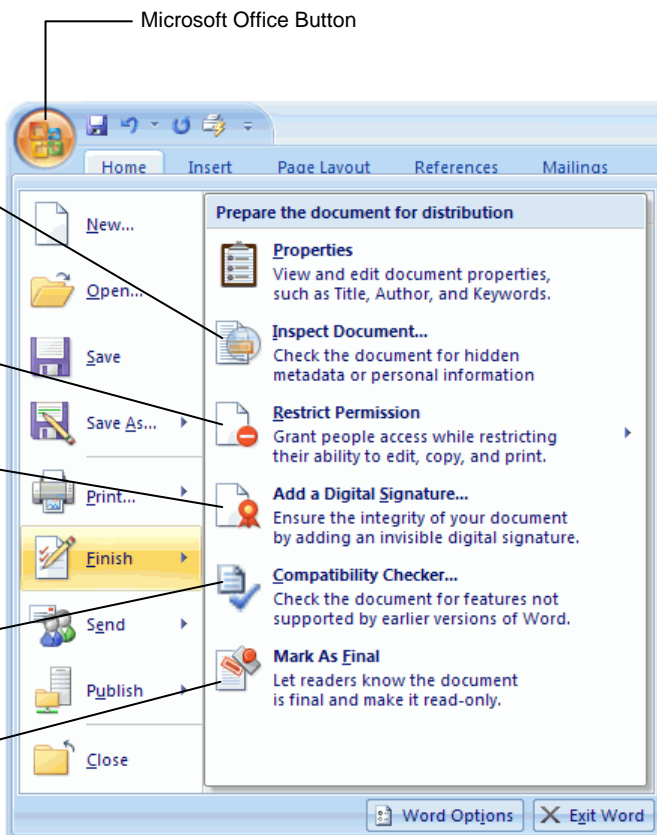 Microsoft Office Button
Home Insert Page Layout References Mailings
New...
Open...
Save
Save As...
Print...
Finish
Send
Publish
Close
Prepare the document for distribution
Properties
View and edit document properties,
such as Title, Author, and Keywords.
Inspect Document...
Check the document for hidden
metadata or personal information
Restrict Permission
Grant people access while restricting
their ability to edit, copy, and print.
Add a Digital Signature...
Ensure the integrity of your document
by adding an invisible digital signature.
Compatibility Checker...
Check the document for features not
supported by earlier versions of Word.
Mark As Final
Let readers know the document
is final and make it read-only.
Word Options Exit Word